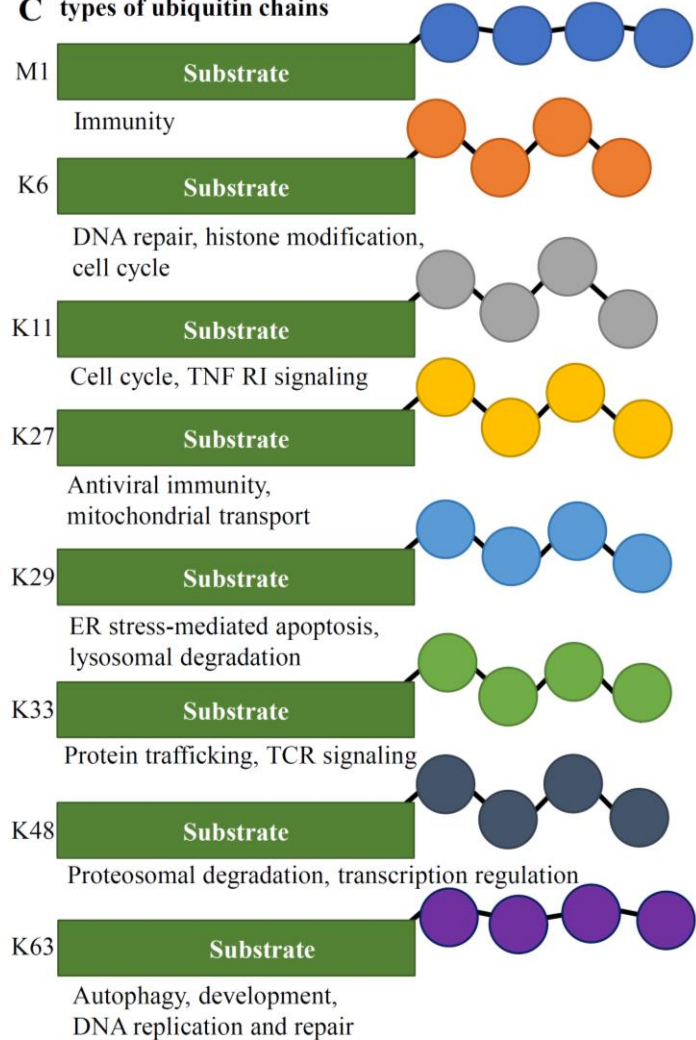 C types of ubiquitin chains
M1 Substrate
Immunity
K6 Substrate
DNA repair, histone modification,
cell cycle
K11 Substrate
Cell cycle, TNF RI signaling
K27 Substrate
Antiviral immunity,
mitochondrial transport
K29 Substrate
ER stress-mediated apoptosis,
lysosomal degradation
K33 Substrate
Protein trafficking, TCR signaling
K48 Substrate
Proteosomal degradation, transcription regulation
K63 Substrate
Autophagy, development,
DNA replication and repair